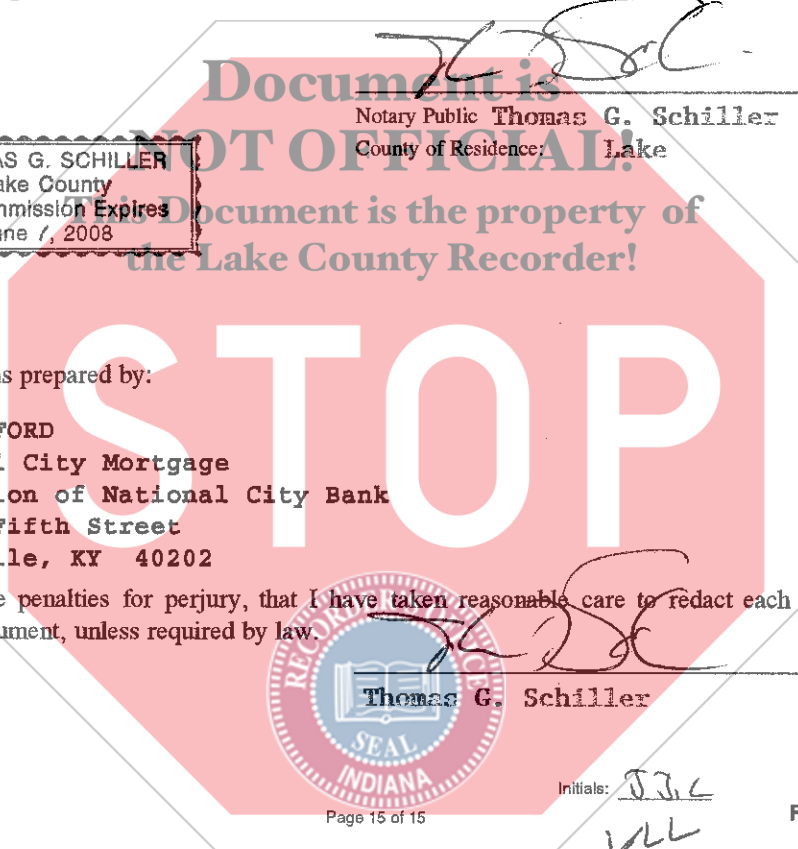 Document is
NOT OFFICIAL!
This Document is the property of
the Lake County Recorder!
STOP
Notary Public Thomas G. Schiller
County of Residence: Lake
AS G. SCHILLER
ake County
mmission Expires
une 2008
s prepared by:
FORD
l City Mortgage
ion of National City Bank
Fifth Street
lle, KY 40202
e penalties for perjury, that I have taken reasonable care to redact each
ument, unless required by law.
Thomas G. Schiller
RECORDER'S OFFICE
SEAL
INDIANA
Initials: JJC
Page 15 of 15
F